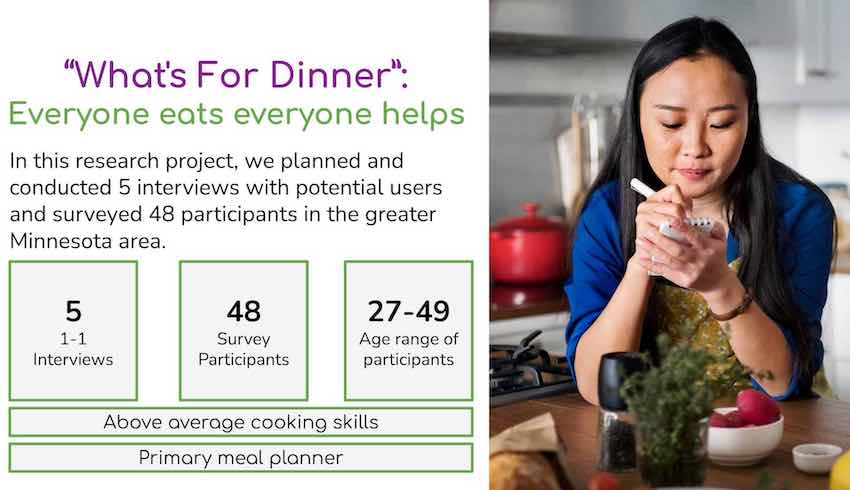 “What's For Dinner”:
Everyone eats everyone helps
In this research project, we planned and
conducted 5 interviews with potential users
and surveyed 48 participants in the greater
Minnesota area.
5
1-1
Interviews
48
Survey
Participants
27-49
Age range of
participants
Above average cooking skills
Primary meal planner